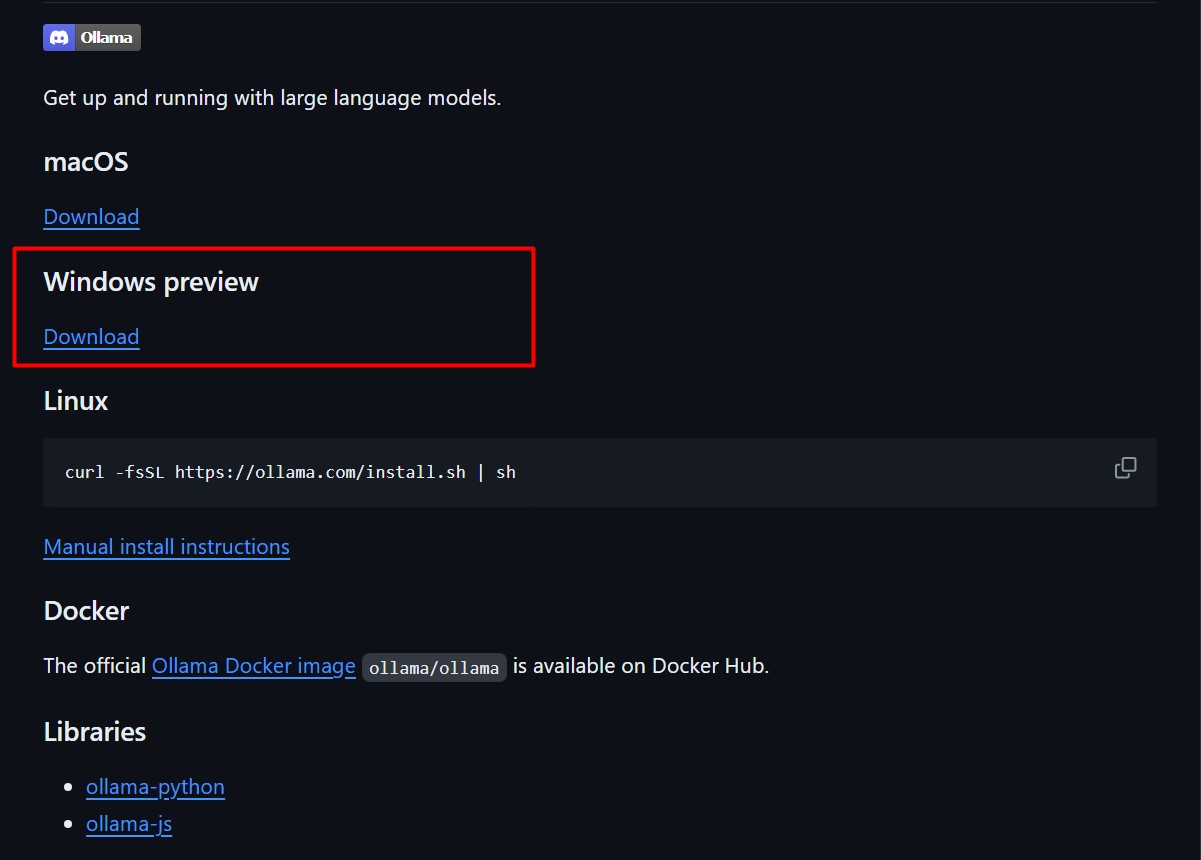 Ollama
Get up and running with large language models.
macOS
Download
Windows preview
Download
Linux
curl -fsSL https://ollama.com/install.sh | sh
Manual install instructions
Docker
The official Ollama Docker image ollama/ollama is available on Docker Hub.
Libraries
ollama-python
ollama-js